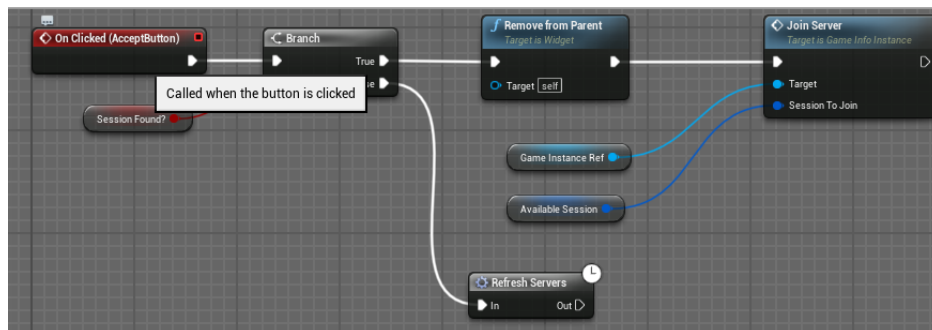 On Clicked (AcceptButton)
Branch
True
se
Called when the button is clicked
Session Found?
Remove from Parent
Target is Widget
Target self
Join Server
Target is Game Info Instance
Target
Session To Join
Game Instance Ref
Available Session
Refresh Servers
In Out